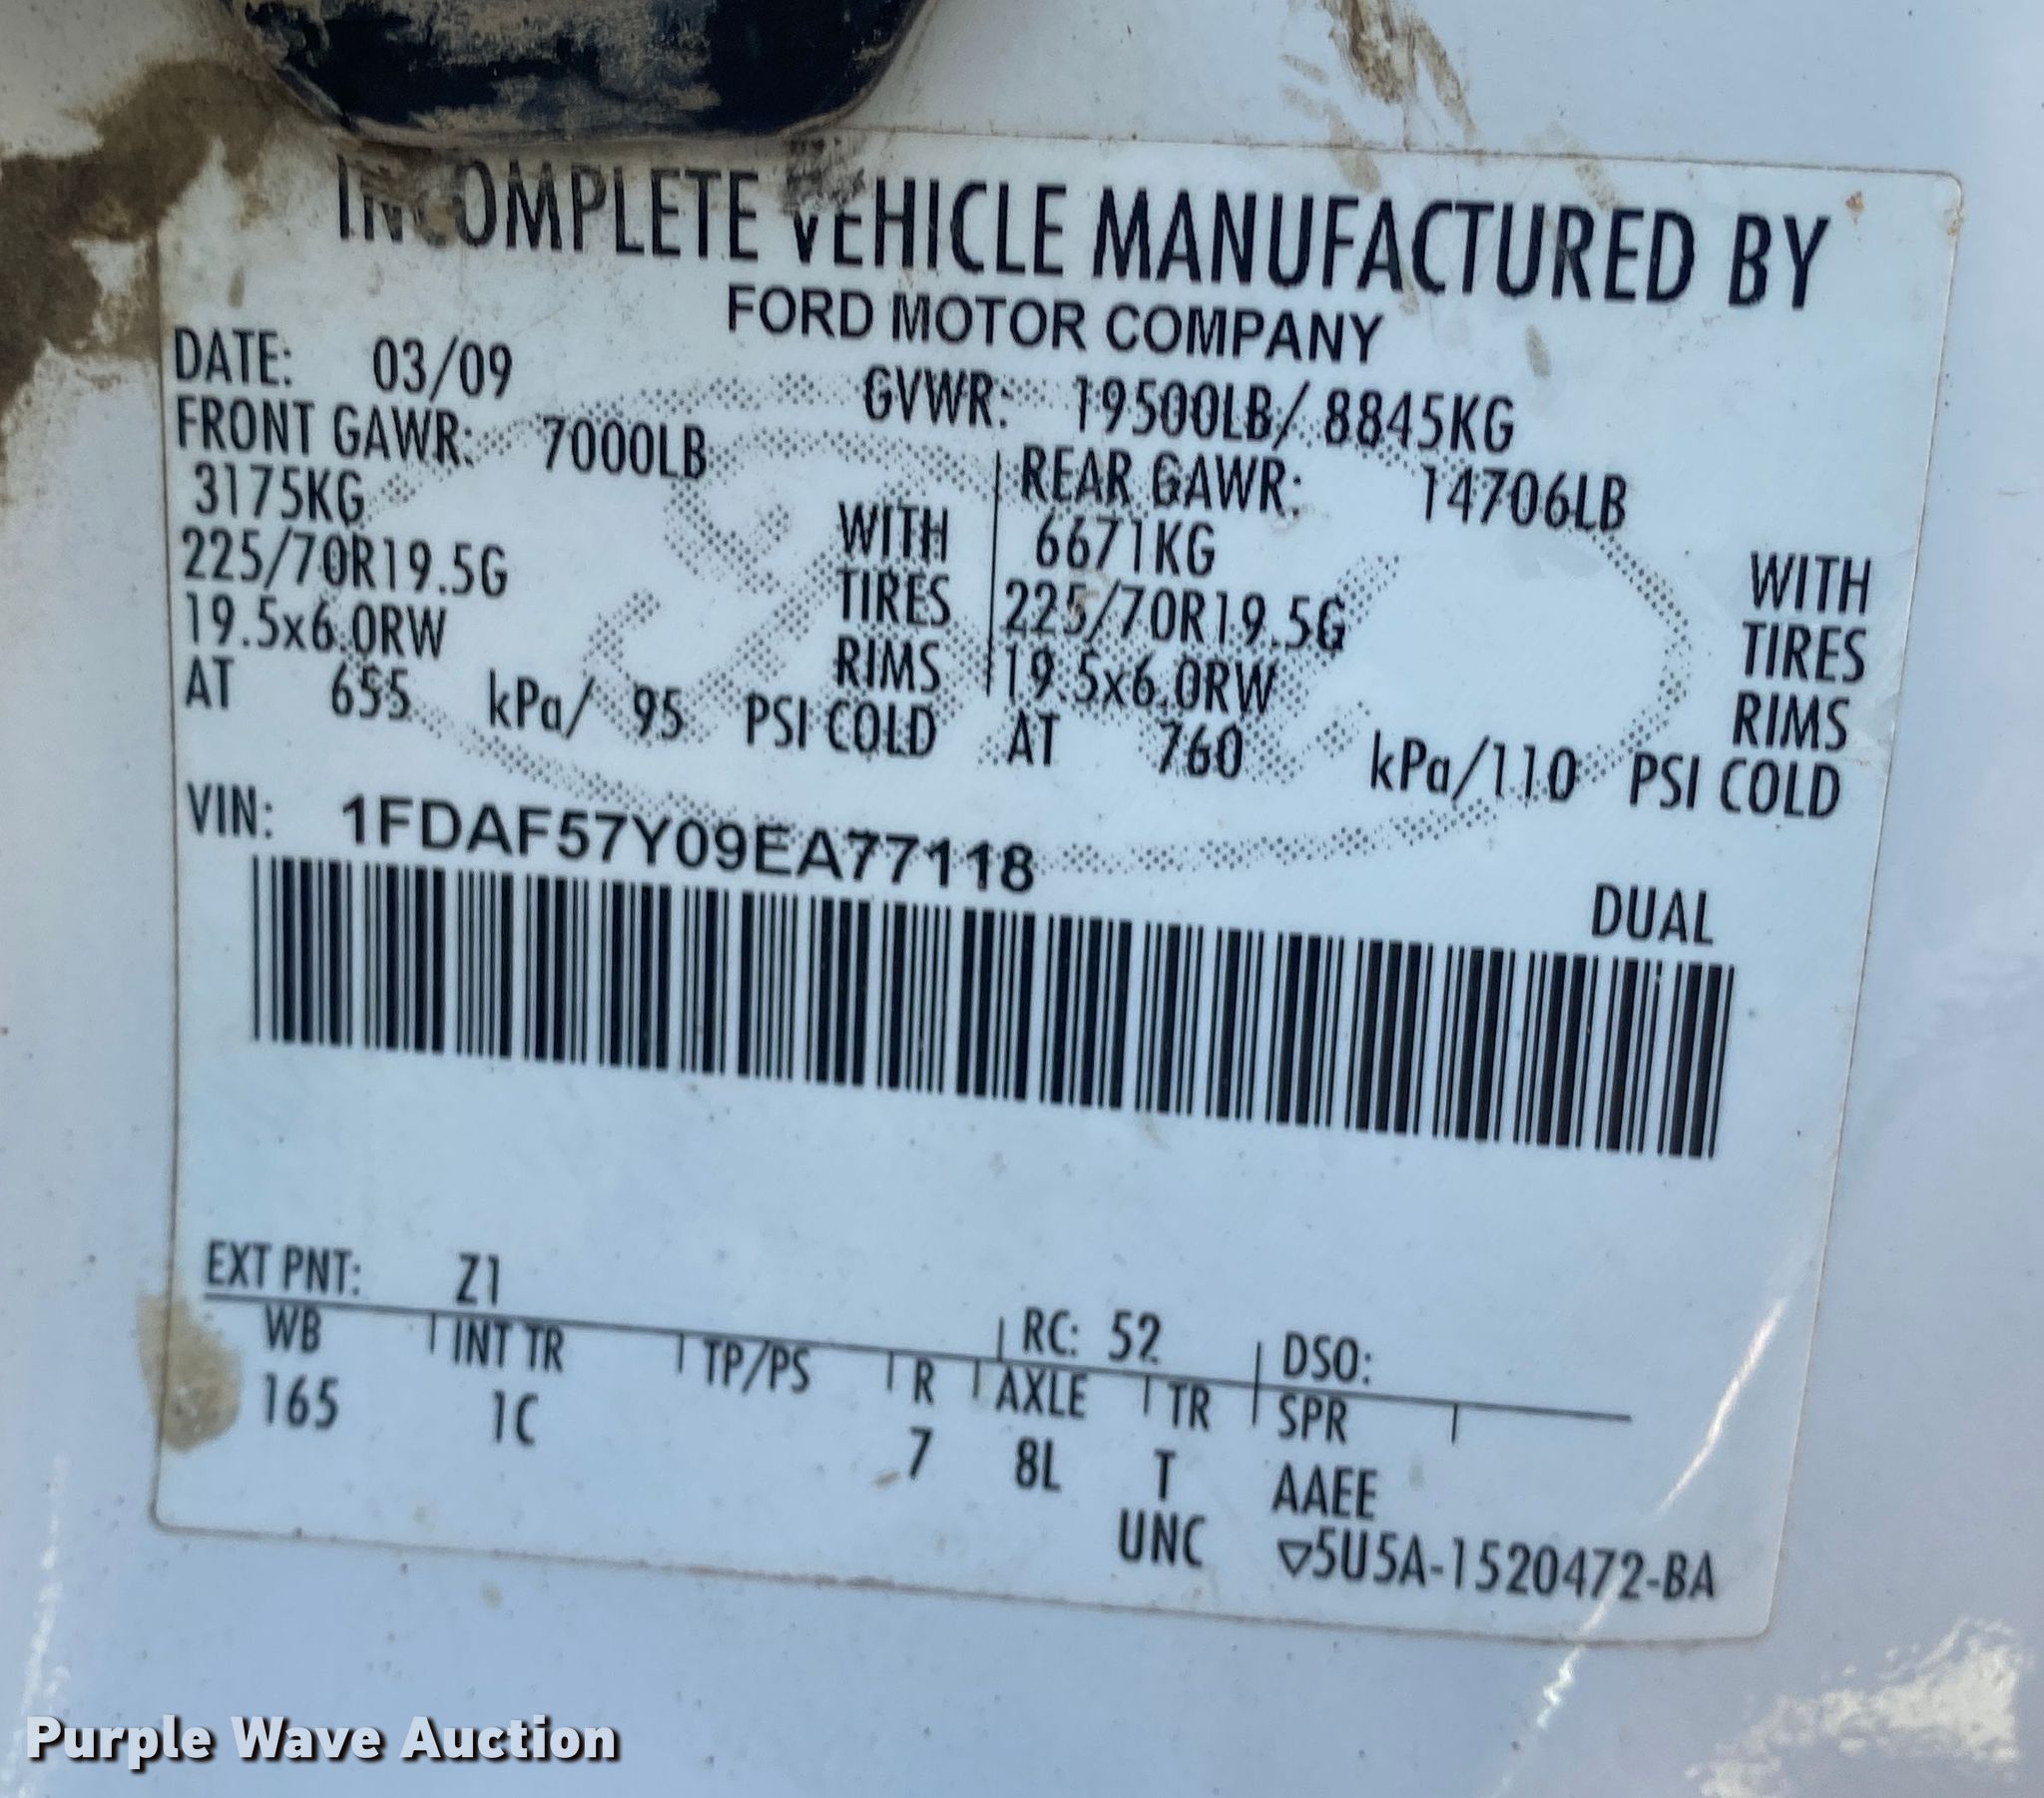 INCOMPLETE VEHICLE MANUFACTURED BY
FORD MOTOR COMPANY
DATE: 03/09 GVWR: 19500LB/ 8845KG
FRONT GAWR: 7000LB REAR GAWR: 14706LB
3175KG WITH 6671KG WITH
225/70R19.5G TIRES 225/70R19.5G TIRES
19.5x6.0RW RIMS 19.5x6.0RW RIMS
AT 655 kPa/ 95 PSI COLD AT 760 kPa/110 PSI COLD
VIN: 1FDAF57Y09EA77118
DUAL
EXT PNT: Z1 RC: 52 DSO:
WB INT TR TP/PS R AXLE TR SPR
165 1C 7 8L T AAEE
UNC ▽5U5A-1520472-BA
Purple Wave Auction